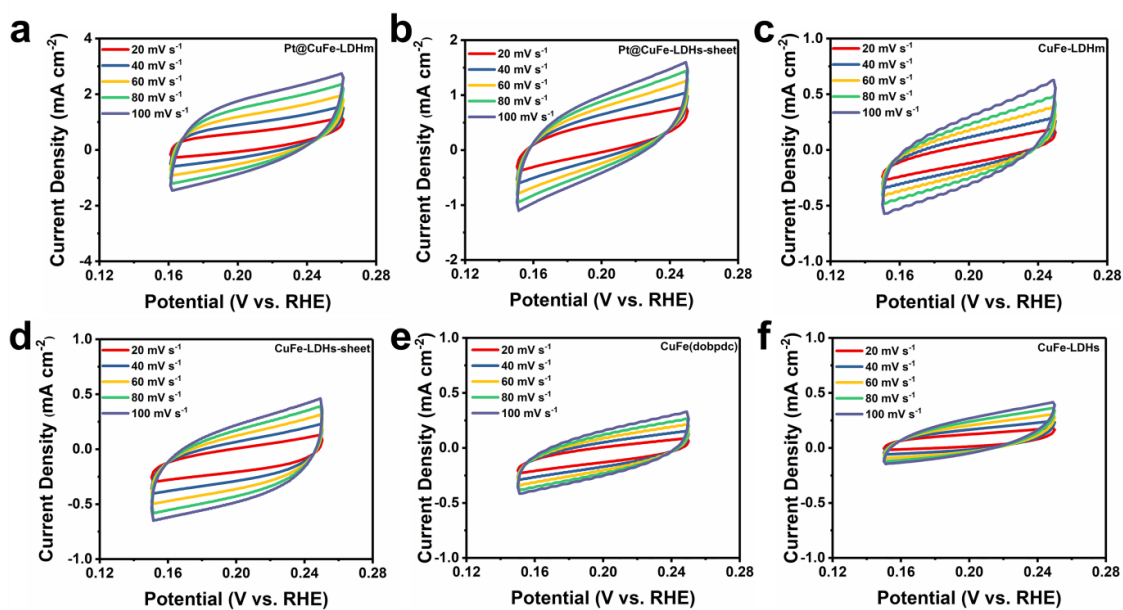 a
Pt@CuFe-LDHm
20 mV s⁻¹
40 mV s⁻¹
60 mV s⁻¹
80 mV s⁻¹
100 mV s⁻¹
4
2
0
-2
-4
Current Density (mA cm⁻²)
0.12 0.16 0.20 0.24 0.28
Potential (V vs. RHE)
b
Pt@CuFe-LDHs-sheet
20 mV s⁻¹
40 mV s⁻¹
60 mV s⁻¹
80 mV s⁻¹
100 mV s⁻¹
2
1
0
-1
-2
Current Density (mA cm⁻²)
0.12 0.16 0.20 0.24 0.28
Potential (V vs. RHE)
c
CuFe-LDHm
20 mV s⁻¹
40 mV s⁻¹
60 mV s⁻¹
80 mV s⁻¹
100 mV s⁻¹
1.0
0.5
0.0
-0.5
-1.0
Current Density (mA cm⁻²)
0.12 0.16 0.20 0.24 0.28
Potential (V vs. RHE)
d
CuFe-LDHs-sheet
20 mV s⁻¹
40 mV s⁻¹
60 mV s⁻¹
80 mV s⁻¹
100 mV s⁻¹
1.0
0.5
0.0
-0.5
-1.0
Current Density (mA cm⁻²)
0.12 0.16 0.20 0.24 0.28
Potential (V vs. RHE)
e
CuFe(dobpdc)
20 mV s⁻¹
40 mV s⁻¹
60 mV s⁻¹
80 mV s⁻¹
100 mV s⁻¹
1.0
0.5
0.0
-0.5
-1.0
Current Density (mA cm⁻²)
0.12 0.16 0.20 0.24 0.28
Potential (V vs. RHE)
f
CuFe-LDHs
20 mV s⁻¹
40 mV s⁻¹
60 mV s⁻¹
80 mV s⁻¹
100 mV s⁻¹
1.0
0.5
0.0
-0.5
-1.0
Current Density (mA cm⁻²)
0.12 0.16 0.20 0.24 0.28
Potential (V vs. RHE)